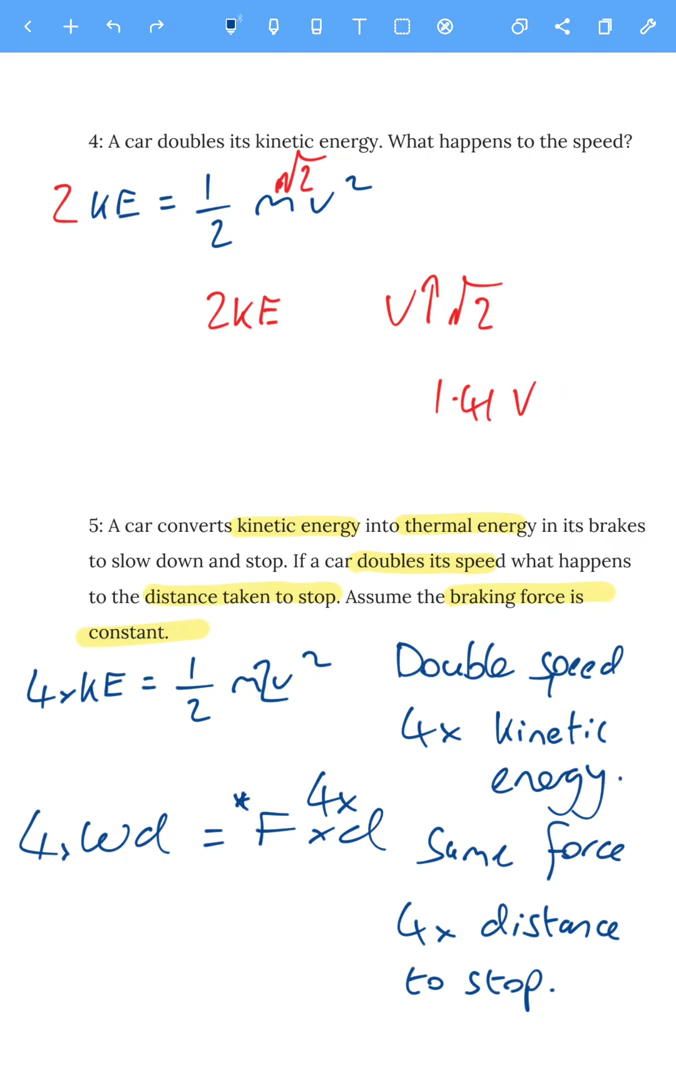 4: A car doubles its kinetic energy. What happens to the speed?
2 KE = 1/2 m √2 v²
2KE V↑√2
1.41 V
5: A car converts kinetic energy into thermal energy in its brakes
to slow down and stop. If a car doubles its speed what happens
to the distance taken to stop. Assume the braking force is
constant.
4xKE = 1/2 m2v² Double speed
4x kinetic
energy.
4x Wd = *F x 4x d Same force
4x distance
to stop.